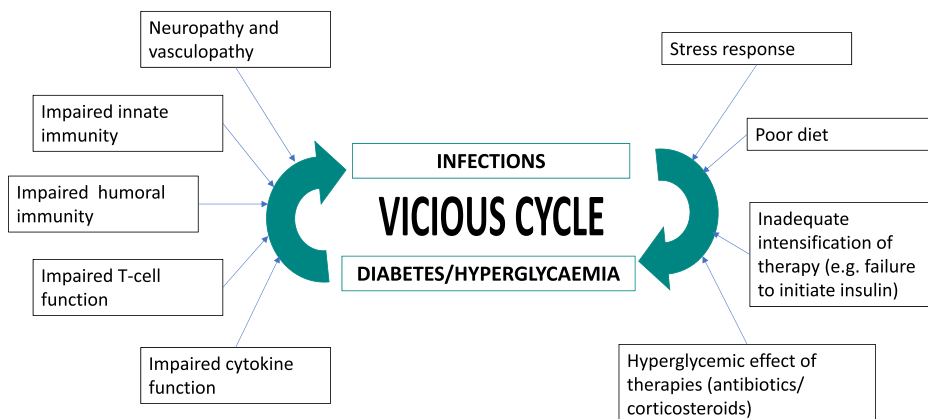 Neuropathy and
vasculopathy
Impaired innate
immunity
Impaired humoral
immunity
Impaired T-cell
function
Impaired cytokine
function
INFECTIONS
VICIOUS CYCLE
DIABETES/HYPERGLYCAEMIA
Stress response
Poor diet
Inadequate
intensification of
therapy (e.g. failure
to initiate insulin)
Hyperglycemic effect of
therapies (antibiotics/
corticosteroids)